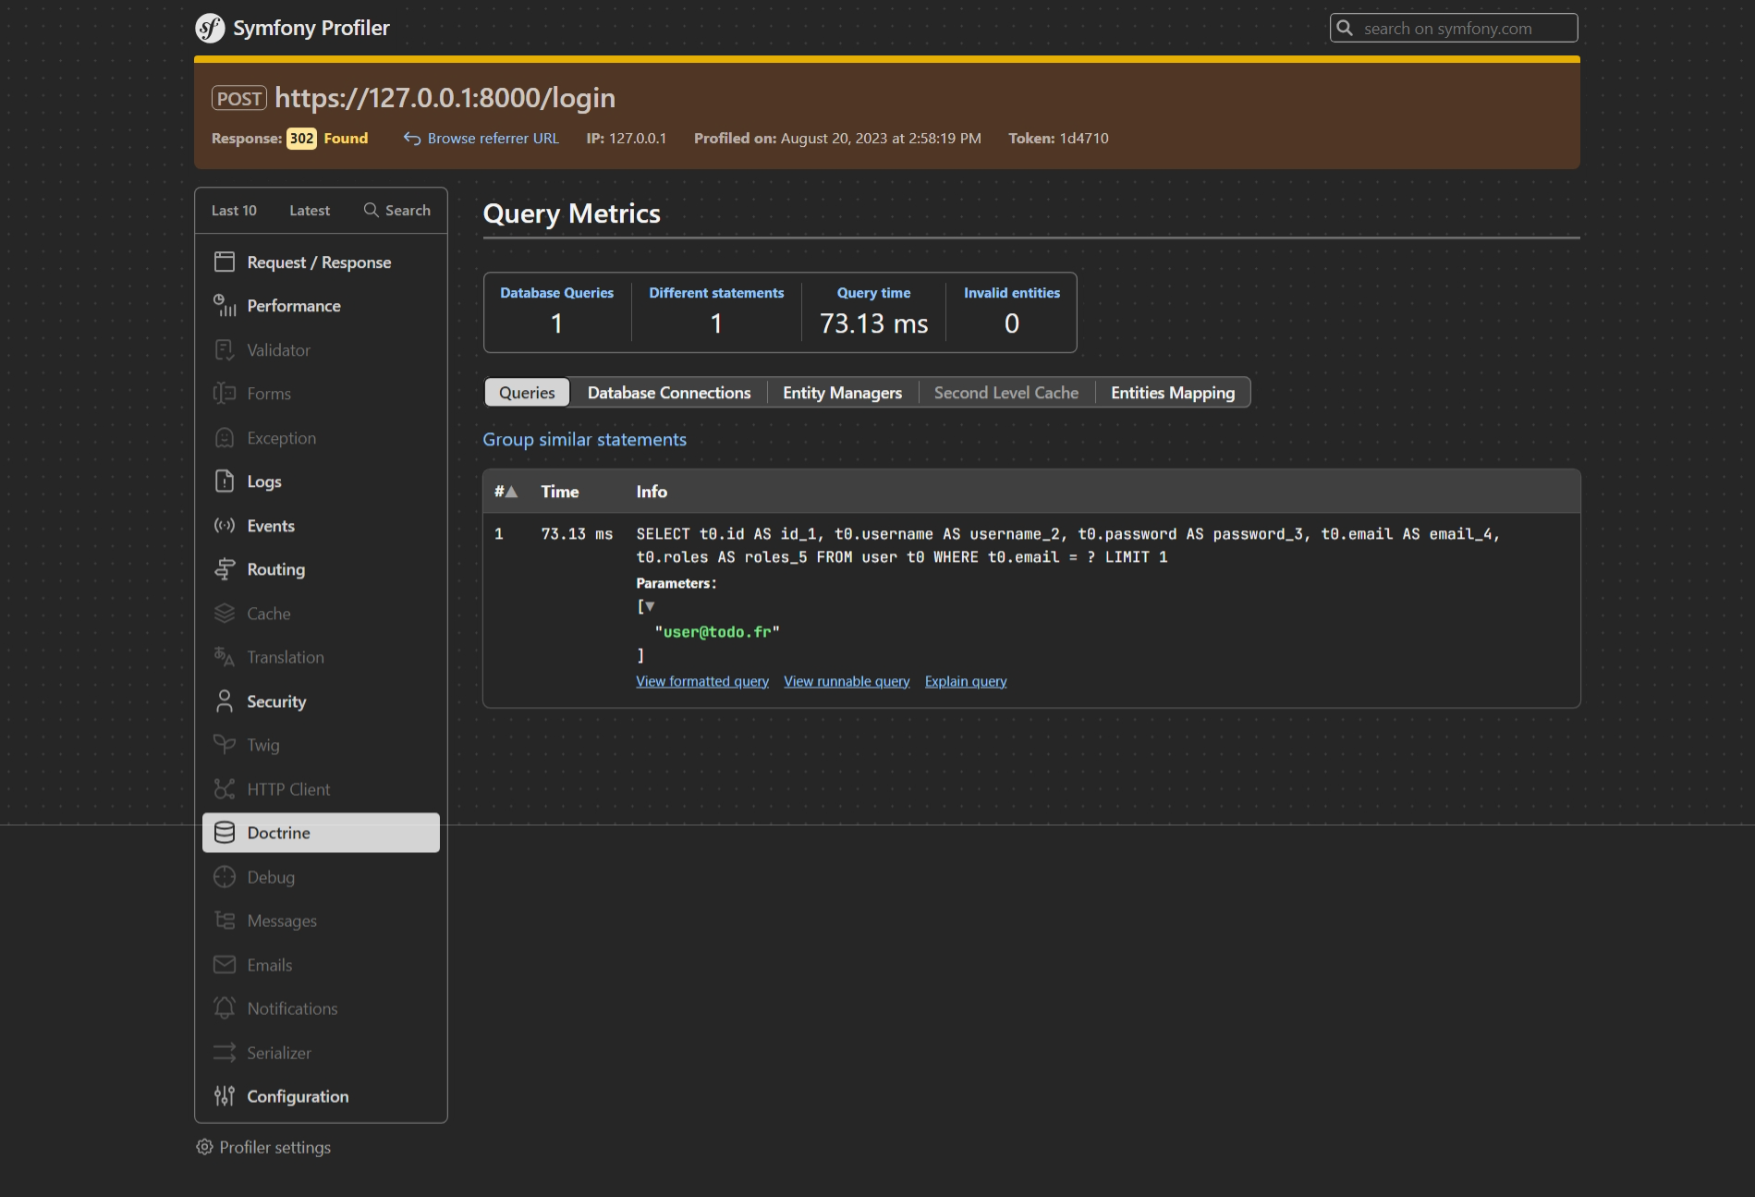 Symfony Profiler
search on symfony.com
POST https://127.0.0.1:8000/login
Response: 302 Found Browse referrer URL IP: 127.0.0.1 Profiled on: August 20, 2023 at 2:58:19 PM Token: 1d4710
Last 10 Latest Search
Request / Response
Performance
Validator
Forms
Exception
Logs
Events
Routing
Cache
Translation
Security
Twig
HTTP Client
Doctrine
Debug
Messages
Emails
Notifications
Serializer
Configuration
Profiler settings
Query Metrics
Database Queries Different statements Query time Invalid entities
1 1 73.13 ms 0
Queries Database Connections Entity Managers Second Level Cache Entities Mapping
Group similar statements
#▲ Time Info
1 73.13 ms SELECT t0.id AS id_1, t0.username AS username_2, t0.password AS password_3, t0.email AS email_4,
t0.roles AS roles_5 FROM user t0 WHERE t0.email = ? LIMIT 1
Parameters:
[▼
"user@todo.fr"
]
View formatted query View runnable query Explain query